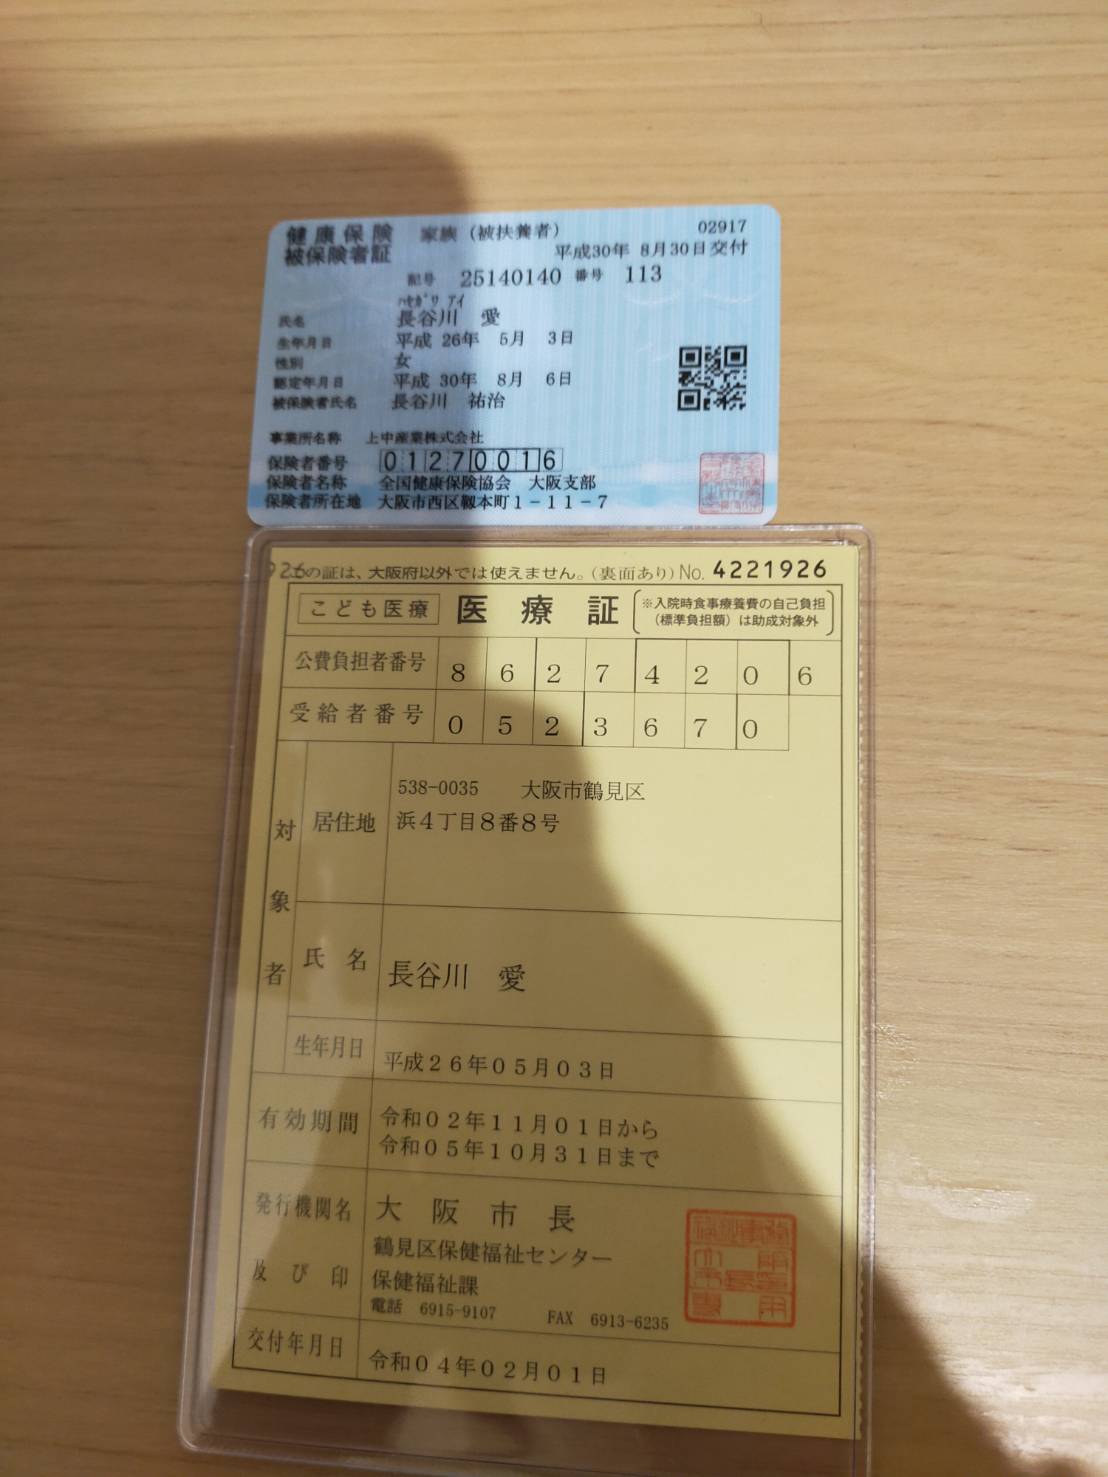 健康保険 家族（被扶養者） 02917
被保険者証 平成30年 8月30日交付
記号 25140140 番号 113
ﾊｾｶﾞﾜ ｱｲ
氏名 長谷川 愛
生年月日 平成 26年 5月 3日
性別 女
認定年月日 平成 30年 8月 6日
被保険者氏名 長谷川 祐治
事業所名称 上中産業株式会社
保険者番号 01270016
保険者名称 全国健康保険協会 大阪支部
保険者所在地 大阪市西区靱本町1-11-7
926
この証は、大阪府以外では使えません。（裏面あり）No. 4221926
こども医療 医療証 ※入院時食事療養費の自己負担
（標準負担額）は助成対象外
公費負担者番号 86274206
受給者番号 0523670
対象者
居住地 538-0035 大阪市鶴見区
浜4丁目8番8号
氏名 長谷川 愛
生年月日 平成26年05月03日
有効期間 令和02年11月01日から
令和05年10月31日まで
発行機関名 大阪市長
鶴見区保健福祉センター
及び印 保健福祉課
電話 6915-9107 FAX 6913-6235
交付年月日 令和04年02月01日